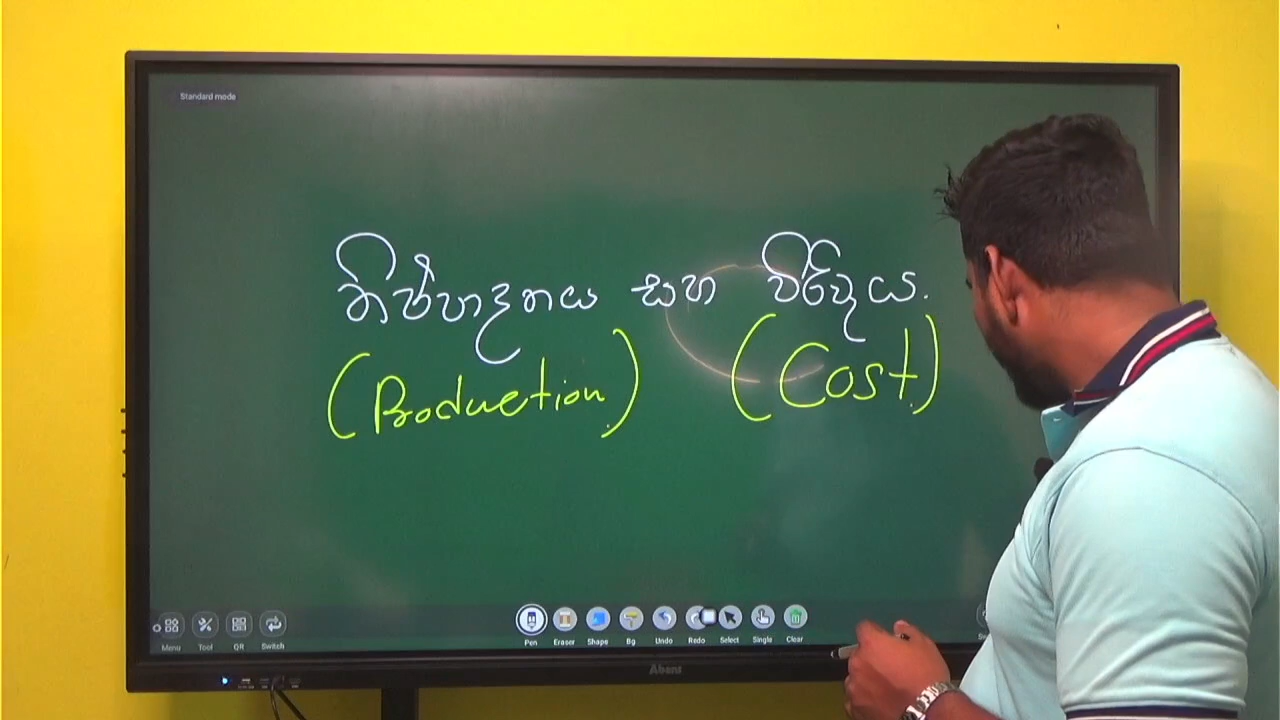 Standard mode
නිෂ්පාදනය සහ පිරිවැය.
(Production) (Cost)
Menu Tool QR Switch Pen Eraser Shape Bg Undo Redo Select Single Clear
Abans